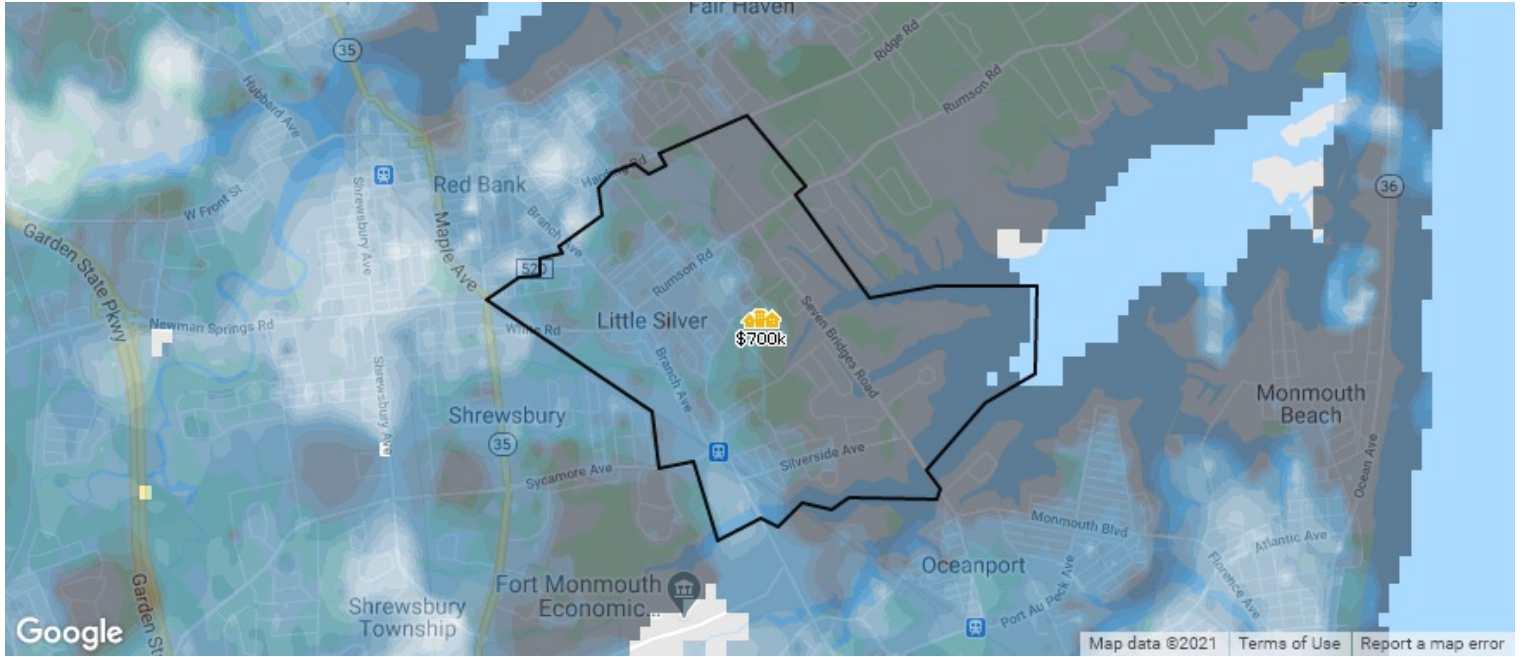 Fair Haven
35
Ridge Rd
Hubbard Ave
Rumson Rd
Harding Rd
36
Red Bank
W Front St
Shrewsbury Ave
Branch Ave
Maple Ave
Garden State Pkwy
520
Rumson Rd
Newman Springs Rd
White Rd
Little Silver
$700k
Seven Bridges Road
Branch Ave
Shrewsbury Ave
Shrewsbury
Monmouth
Beach
35
Silverside Ave
Sycamore Ave
Ocean Ave
Monmouth Blvd
Atlantic Ave
Oceanport
Fort Monmouth
Economic...
Florence Ave
Port Au Peck Ave
Shrewsbury
Township
Garden St
Google
Map data ©2021
Terms of Use
Report a map error